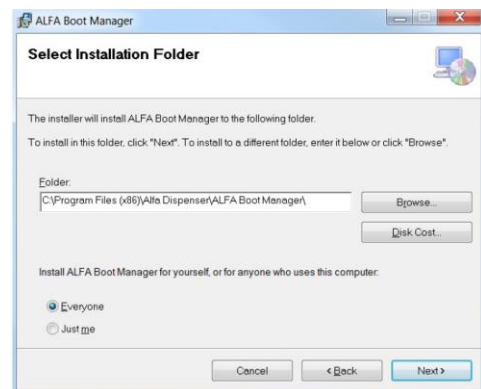 ALFA Boot Manager
Select Installation Folder
The installer will install ALFA Boot Manager to the following folder.
To install in this folder, click "Next". To install to a different folder, enter it below or click "Browse".
Folder:
C:\Program Files (x86)\Alfa Dispenser\ALFA Boot Manager\
Browse...
Disk Cost...
Install ALFA Boot Manager for yourself, or for anyone who uses this computer:
Everyone
Just me
Cancel
< Back
Next >